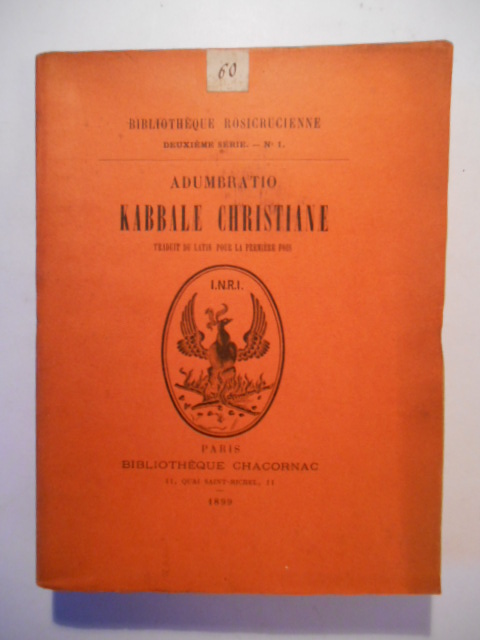 60
BIBLIOTHÈQUE ROSICRUCIENNE
DEUXIÈME SÉRIE. — Nº 1.
ADUMBRATIO
KABBALE CHRISTIANE
TRADUIT DU LATIN POUR LA PREMIÈRE FOIS
I.N.R.I.
PARIS
BIBLIOTHÈQUE CHACORNAC
11, QUAI SAINT-MICHEL, 11
1899